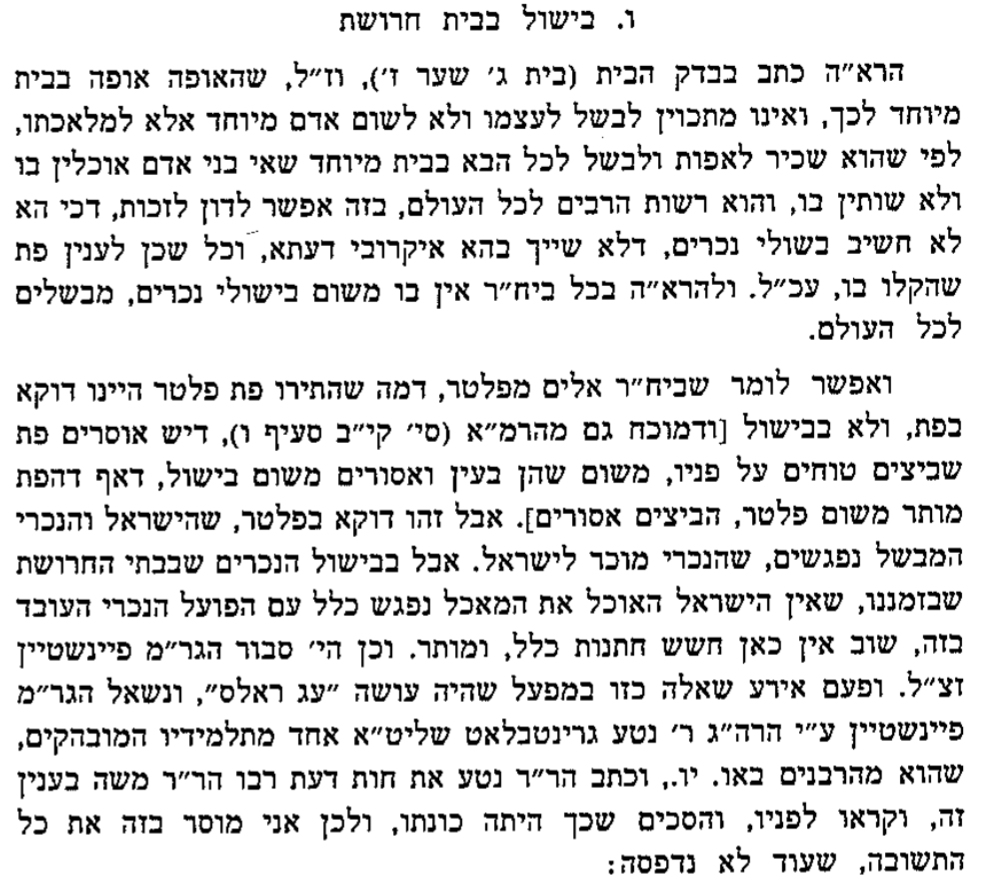 ו. בישול בבית חרושת
הרא״ה כתב בבדק הבית (בית ג׳ שער ז׳), וז״ל, שהאופה אופה בבית
מיוחד לכך, ואינו מתכוין לבשל לעצמו ולא לשום אדם מיוחד אלא למלאכתו,
לפי שהוא שכיר לאפות ולבשל לכל הבא בבית מיוחד שאי בני אדם אוכלין בו
ולא שותין בו, והוא רשות הרבים לכל העולם, בזה אפשר לדון לזכות, דכי הא
לא חשיב בשולי נכרים, דלא שייך בהא איקרובי דעתא, וכל שכן לענין פת
שהקלו בו, עכ״ל. ולהרא״ה בכל ביח״ר אין בו משום בישולי נכרים, מבשלים
לכל העולם.
ואפשר לומר שביח״ר אלים מפלטר, דמה שהתירו פת פלטר היינו דוקא
בפת, ולא בבישול [ודמוכח גם מהרמ״א (סי׳ קי״ב סעיף ו), דיש אוסרים פת
שביצים טוחים על פניו, משום שהן בעין ואסורים משום בישול, דאף דהפת
מותר משום פלטר, הביצים אסורים]. אבל זהו דוקא בפלטר, שהישראל והנכרי
המבשל נפגשים, שהנכרי מוכר לישראל. אבל בבישול הנכרים שבבתי החרושת
שבזמננו, שאין הישראל האוכל את המאכל נפגש כלל עם הפועל הנכרי העובד
בזה, שוב אין כאן חשש חתנות כלל, ומותר. וכן הי׳ סבור הגר״מ פיינשטיין
זצ״ל. ופעם אירע שאלה כזו במפעל שהיה עושה ״עג ראלס״, ונשאל הגר״מ
פיינשטיין ע״י הרה״ג ר׳ נטע גרינטבלאט שליט״א אחד מתלמידיו המובהקים,
שהוא מהרבנים באו. יו., וכתב הר״ר נטע את חות דעת רבו הר״ר משה בענין
זה, וקראו לפניו, והסכים שכך היתה כונתו, ולכן אני מוסר בזה את כל
התשובה, שעוד לא נדפסה: